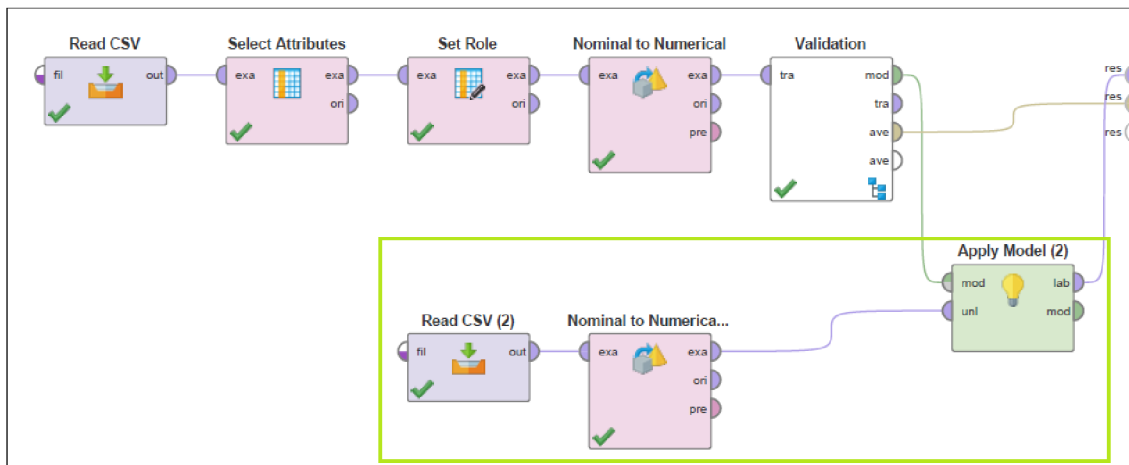 Read CSV
fil
out
Select Attributes
exa
exa
ori
Set Role
exa
exa
ori
Nominal to Numerical
exa
exa
ori
pre
Validation
tra
mod
tra
ave
ave
res
res
res
Apply Model (2)
mod
lab
unl
mod
Read CSV (2)
fil
out
Nominal to Numerica...
exa
exa
ori
pre